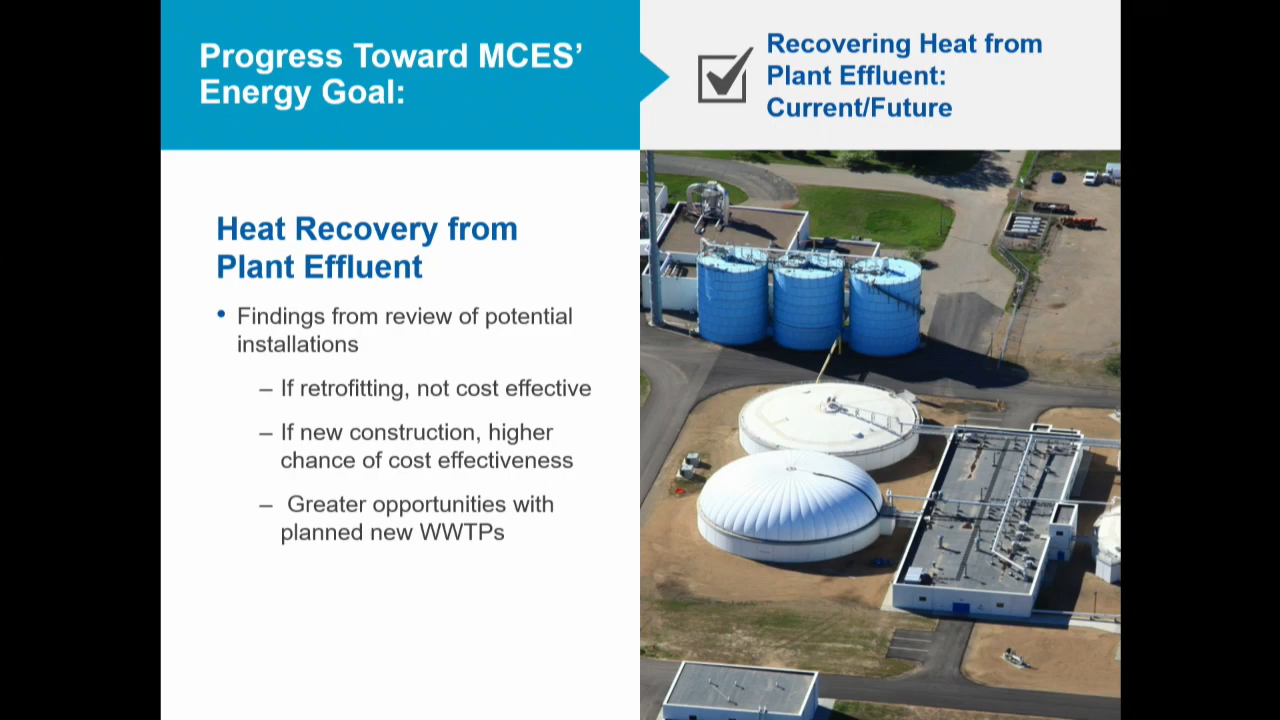 Progress Toward MCES’
Energy Goal:
Recovering Heat from
Plant Effluent:
Current/Future
Heat Recovery from
Plant Effluent
• Findings from review of potential
installations
– If retrofitting, not cost effective
– If new construction, higher
chance of cost effectiveness
– Greater opportunities with
planned new WWTPs